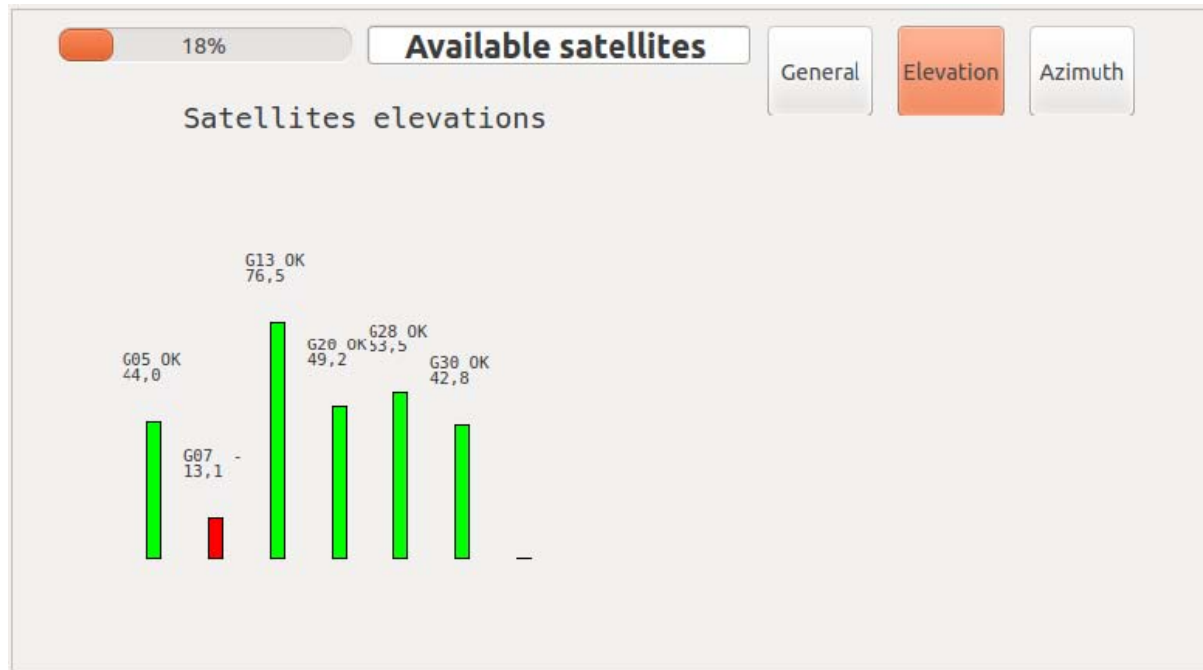 18%
Available satellites
General
Elevation
Azimuth
Satellites elevations
G13 OK
76,5
G05 OK
44,0
G20 OK
49,2
G28 OK
53,5
G30 OK
42,8
G07 -
13,1